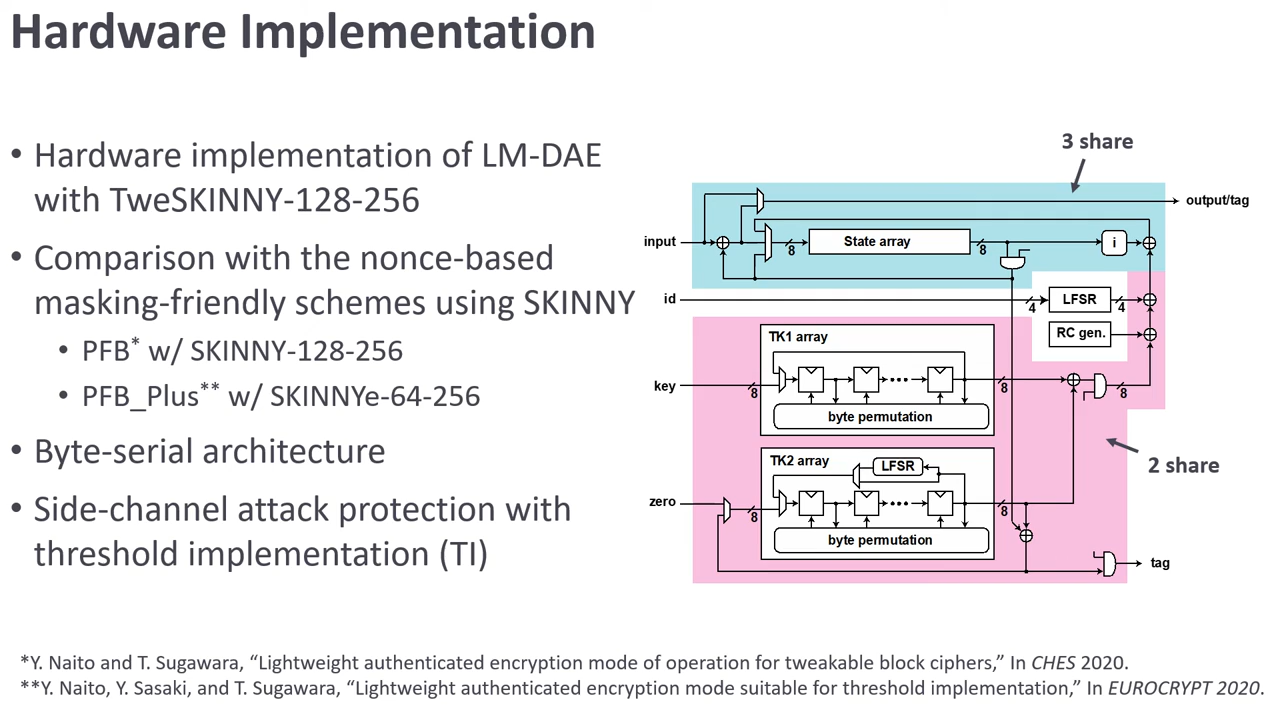 Hardware Implementation
• Hardware implementation of LM-DAE
with TweSKINNY-128-256
• Comparison with the nonce-based
masking-friendly schemes using SKINNY
• PFB* w/ SKINNY-128-256
• PFB_Plus** w/ SKINNYe-64-256
• Byte-serial architecture
• Side-channel attack protection with
threshold implementation (TI)
3 share
output/tag
input
8
State array
8
i
id
4
LFSR
4
RC gen.
TK1 array
key
8
8
8
byte permutation
2 share
TK2 array
LFSR
zero
8
8
byte permutation
tag
*Y. Naito and T. Sugawara, “Lightweight authenticated encryption mode of operation for tweakable block ciphers,” In CHES 2020.
**Y. Naito, Y. Sasaki, and T. Sugawara, “Lightweight authenticated encryption mode suitable for threshold implementation,” In EUROCRYPT 2020.